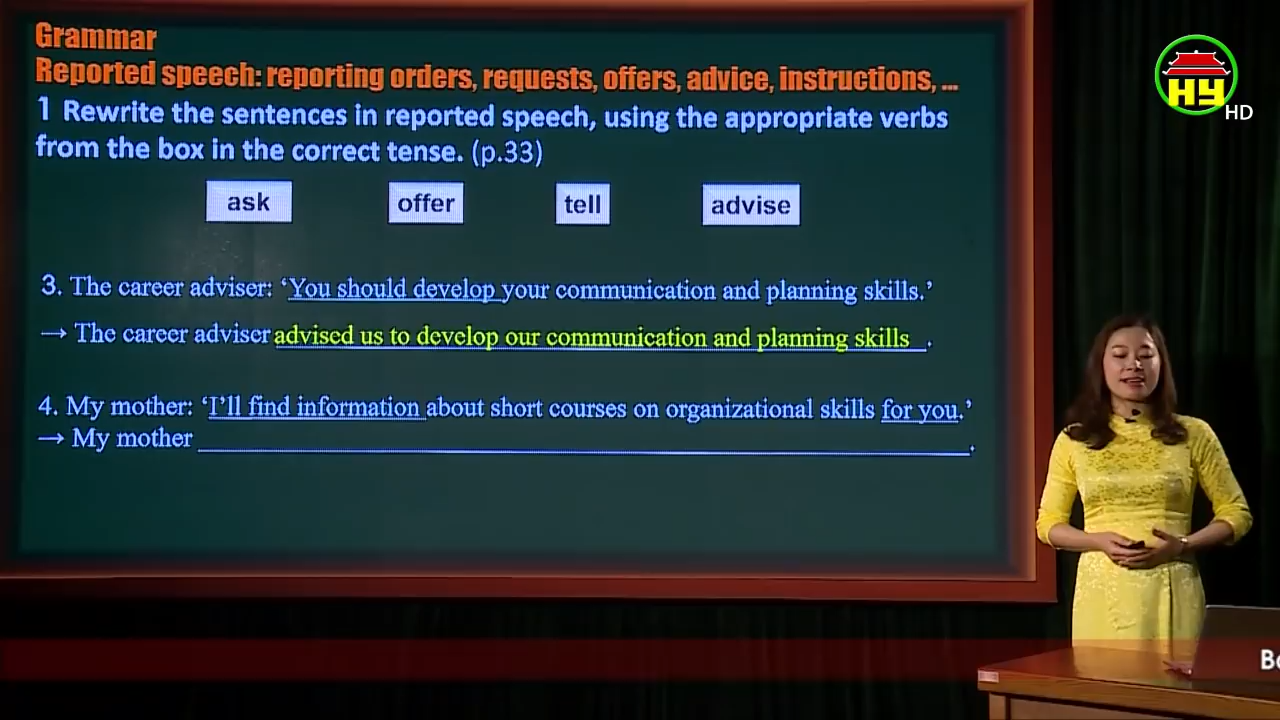 Grammar
Reported speech: reporting orders, requests, offers, advice, instructions, ...
1 Rewrite the sentences in reported speech, using the appropriate verbs
from the box in the correct tense. (p.33)
ask offer tell advise
3. The career adviser: ‘You should develop your communication and planning skills.’
→ The career adviser advised us to develop our communication and planning skills .
4. My mother: ‘I’ll find information about short courses on organizational skills for you.’
→ My mother ______________________________.
HY
HD